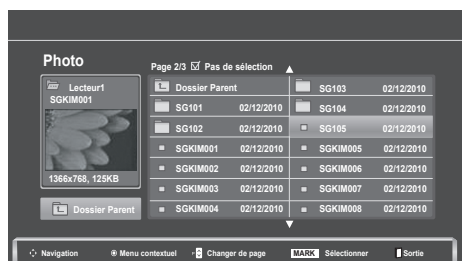 Photo
Page 2/3 ☑ Pas de sélection
Lecteur1
SGKIM001
1366x768, 125KB
Dossier Parent
Dossier Parent
SG101 02/12/2010
SG102 02/12/2010
SGKIM001 02/12/2010
SGKIM002 02/12/2010
SGKIM003 02/12/2010
SGKIM004 02/12/2010
SG103 02/12/2010
SG104 02/12/2010
SG105 02/12/2010
SGKIM005 02/12/2010
SGKIM006 02/12/2010
SGKIM007 02/12/2010
SGKIM008 02/12/2010
Navigation Menu contextuel P Changer de page MARK Sélectionner Sortie